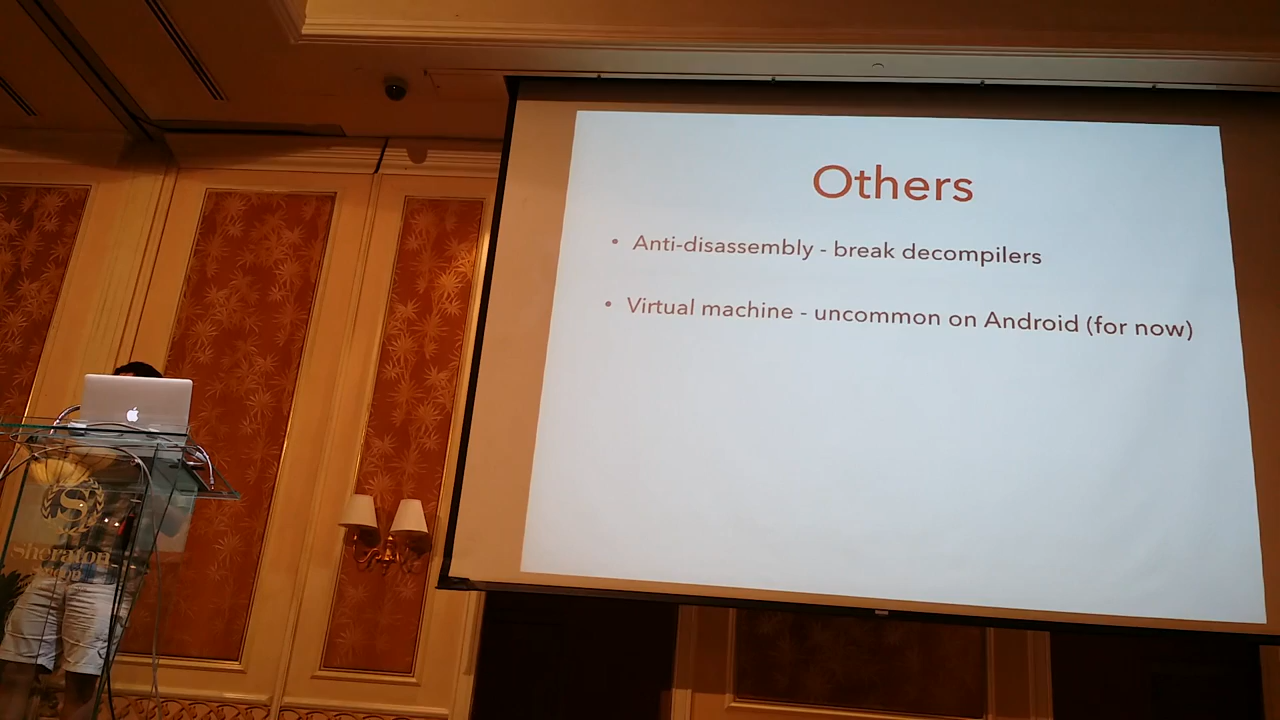 Others
• Anti-disassembly - break decompilers
• Virtual machine - uncommon on Android (for now)
S
Sheraton